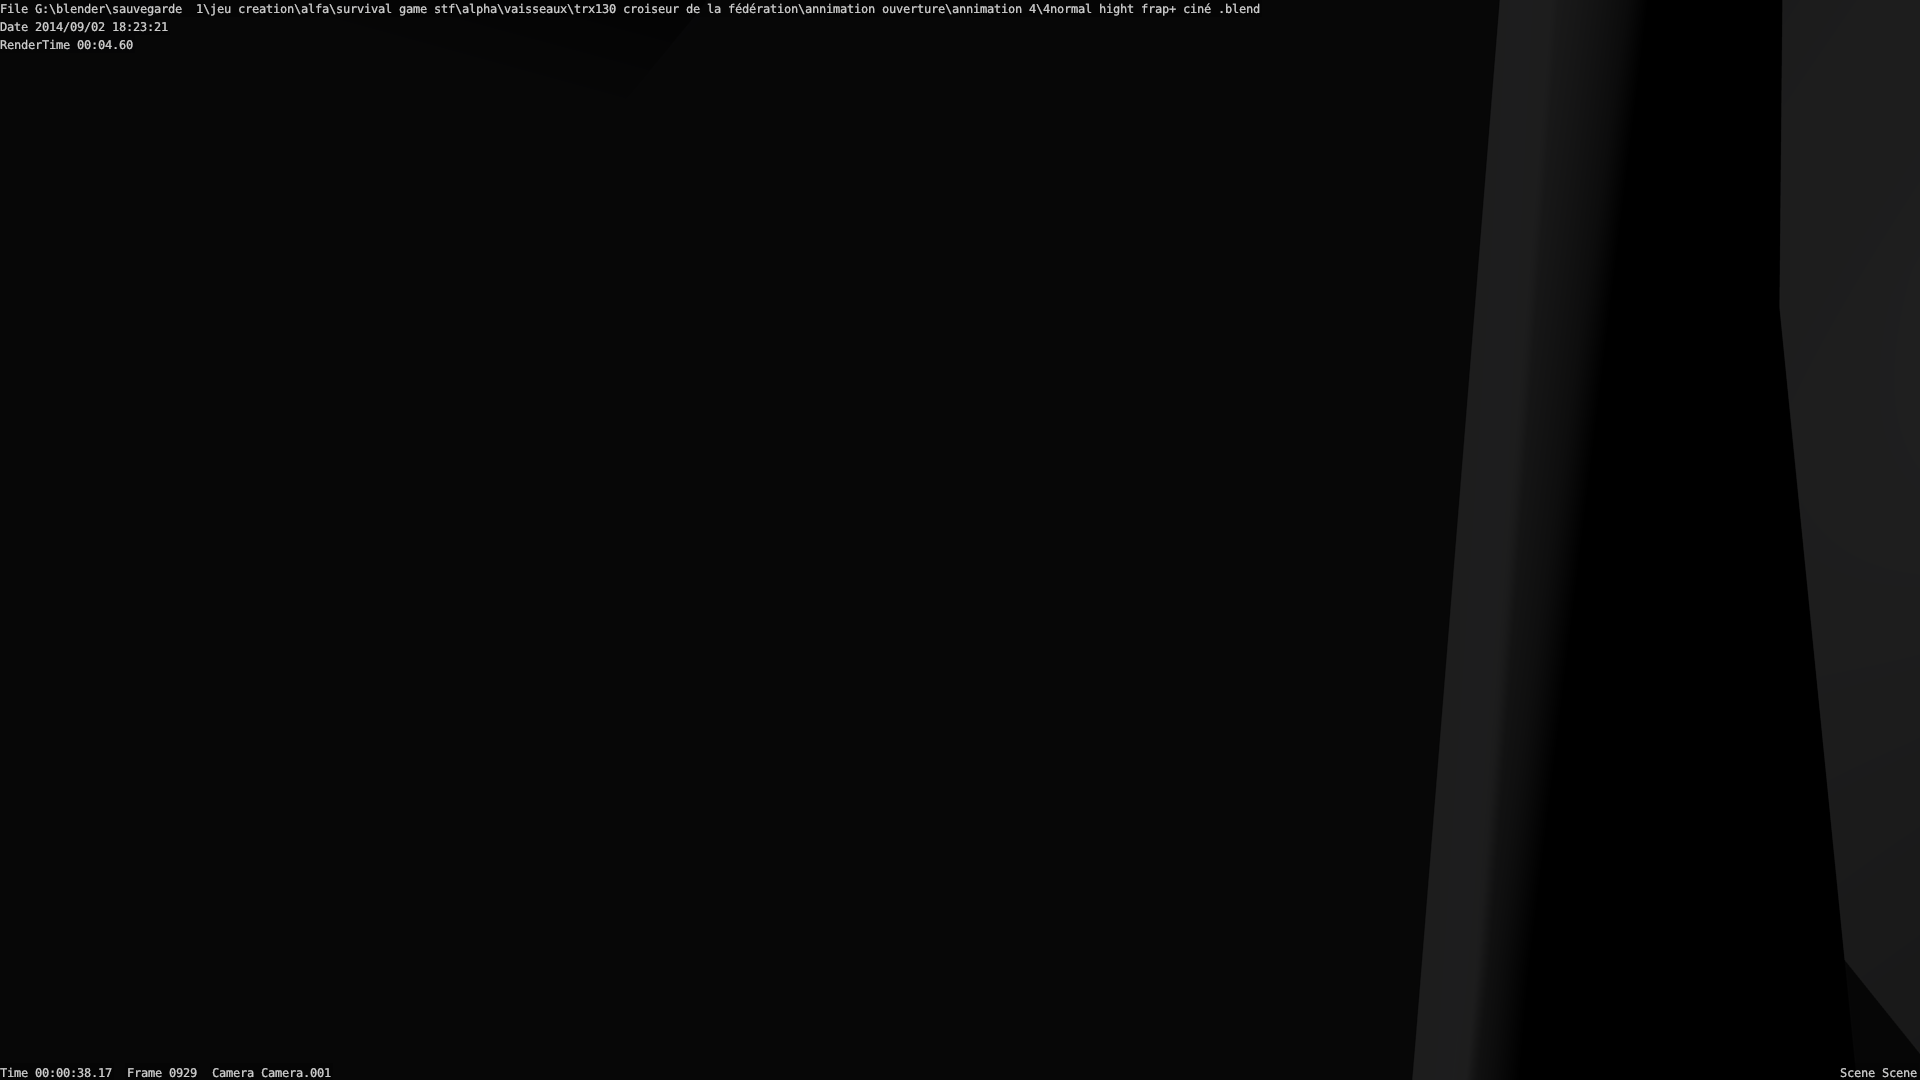 File G:\blender\sauvegarde  1\jeu creation\alfa\survival game stf\alpha\vaisseaux\trx130 croiseur de la fédération\annimation ouverture\annimation 4\4normal hight frap+ ciné .blend
Date 2014/09/02 18:23:21
RenderTime 00:04.60
Time 00:00:38.17  Frame 0929  Camera Camera.001
Scene Scene